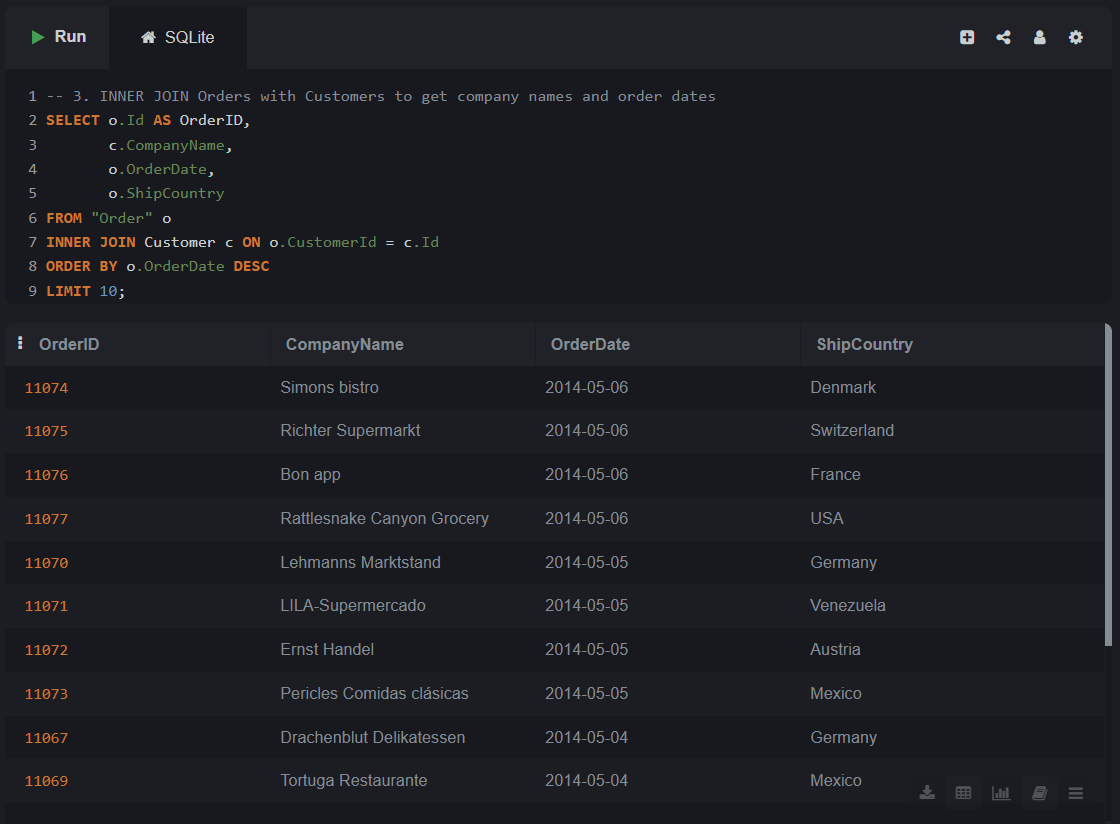 Run SQLite
1 -- 3. INNER JOIN Orders with Customers to get company names and order dates
2 SELECT o.Id AS OrderID,
3        c.CompanyName,
4        o.OrderDate,
5        o.ShipCountry
6 FROM "Order" o
7 INNER JOIN Customer c ON o.CustomerId = c.Id
8 ORDER BY o.OrderDate DESC
9 LIMIT 10;
OrderID CompanyName OrderDate ShipCountry
11074 Simons bistro 2014-05-06 Denmark
11075 Richter Supermarkt 2014-05-06 Switzerland
11076 Bon app 2014-05-06 France
11077 Rattlesnake Canyon Grocery 2014-05-06 USA
11070 Lehmanns Marktstand 2014-05-05 Germany
11071 LILA-Supermercado 2014-05-05 Venezuela
11072 Ernst Handel 2014-05-05 Austria
11073 Pericles Comidas clásicas 2014-05-05 Mexico
11067 Drachenblut Delikatessen 2014-05-04 Germany
11069 Tortuga Restaurante 2014-05-04 Mexico